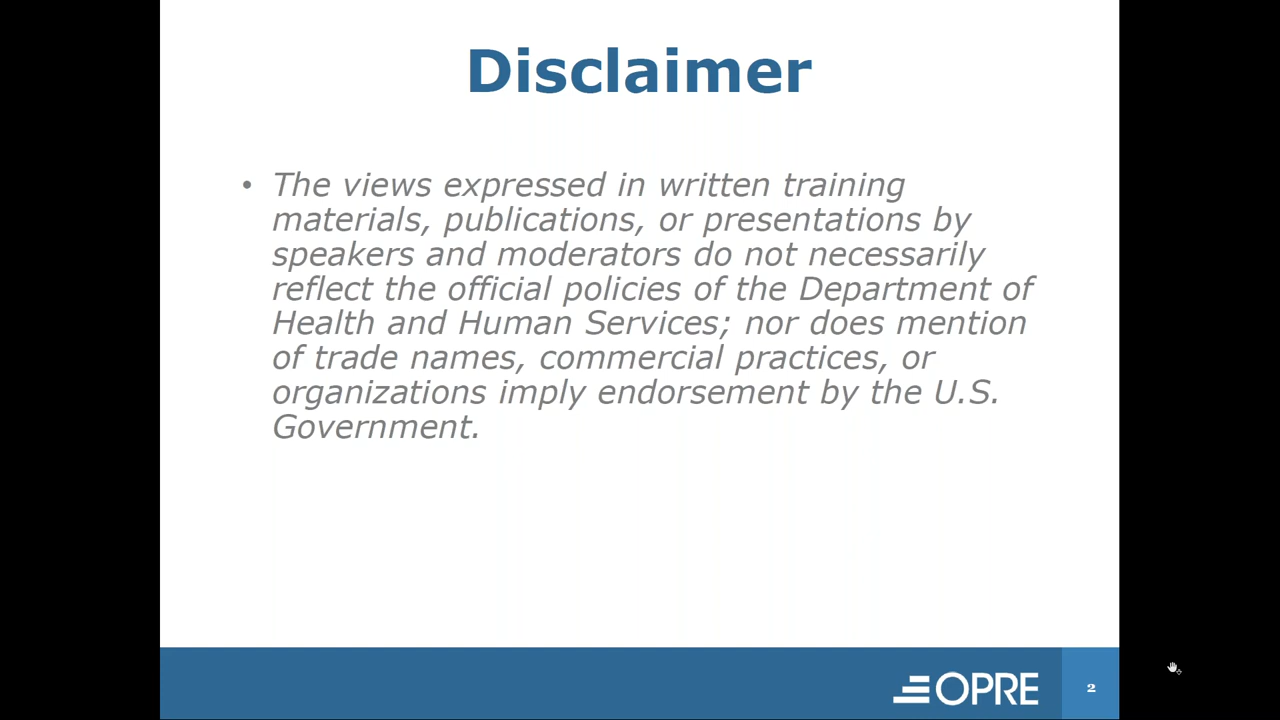 Disclaimer
• The views expressed in written training
materials, publications, or presentations by
speakers and moderators do not necessarily
reflect the official policies of the Department of
Health and Human Services; nor does mention
of trade names, commercial practices, or
organizations imply endorsement by the U.S.
Government.
OPRE
2